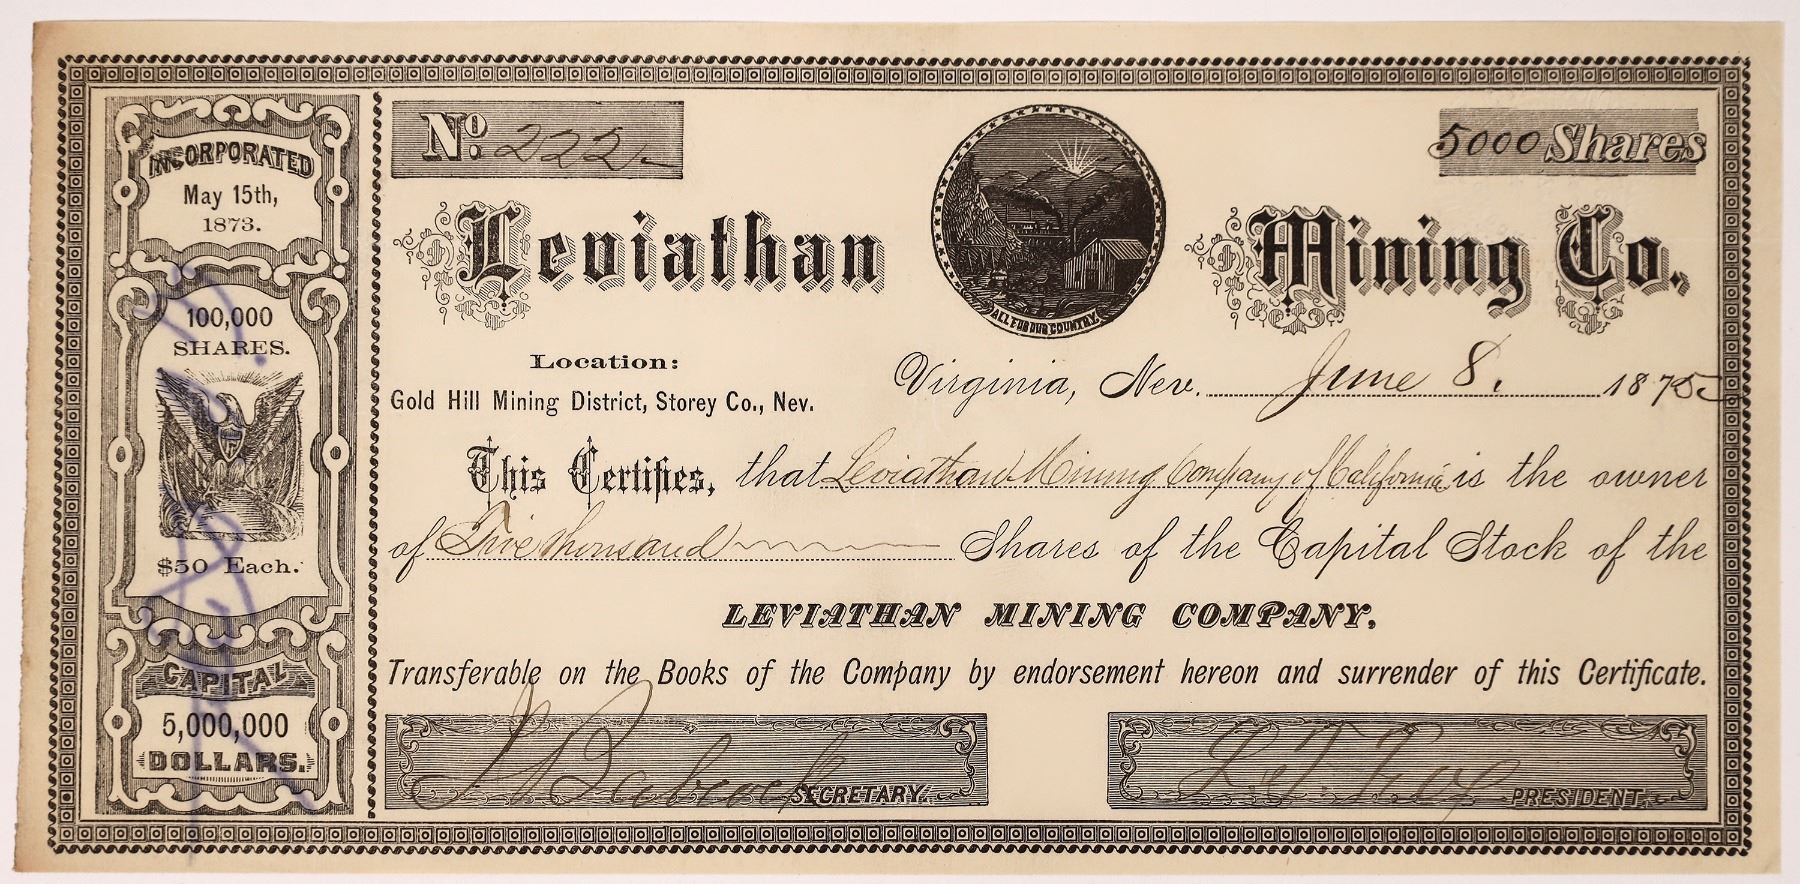 INCORPORATED
May 15th,
1873.
100,000
SHARES.
$50 Each.
CAPITAL
5,000,000
DOLLARS.
No. 222
5000 Shares
Leviathan Mining Co.
ALL FOR OUR COUNTRY.
Location:
Gold Hill Mining District, Storey Co., Nev.
Virginia, Nev. June 8, 1875
This Certifies, that Leviathan Mining Company of California is the owner
of Five thousand Shares of the Capital Stock of the
LEVIATHAN MINING COMPANY,
Transferable on the Books of the Company by endorsement hereon and surrender of this Certificate.
Babcock SECRETARY.
Fox PRESIDENT.